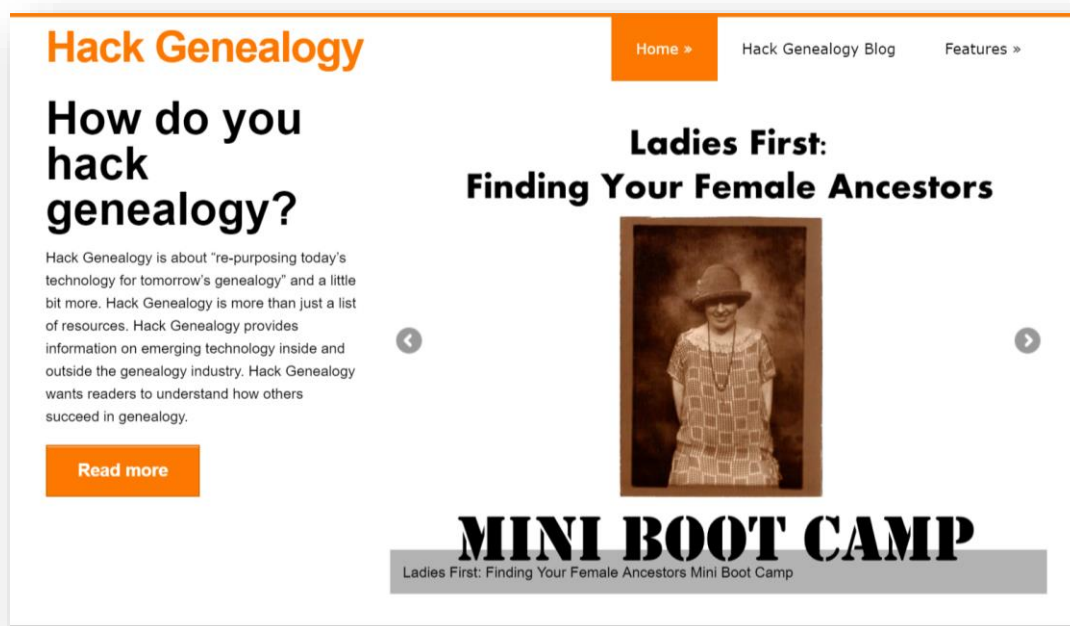 Hack Genealogy
Home »
Hack Genealogy Blog
Features »
How do you
hack
genealogy?
Hack Genealogy is about “re-purposing today’s
technology for tomorrow’s genealogy” and a little
bit more. Hack Genealogy is more than just a list
of resources. Hack Genealogy provides
information on emerging technology inside and
outside the genealogy industry. Hack Genealogy
wants readers to understand how others
succeed in genealogy.
Read more
Ladies First:
Finding Your Female Ancestors
MINI BOOT CAMP
Ladies First: Finding Your Female Ancestors Mini Boot Camp